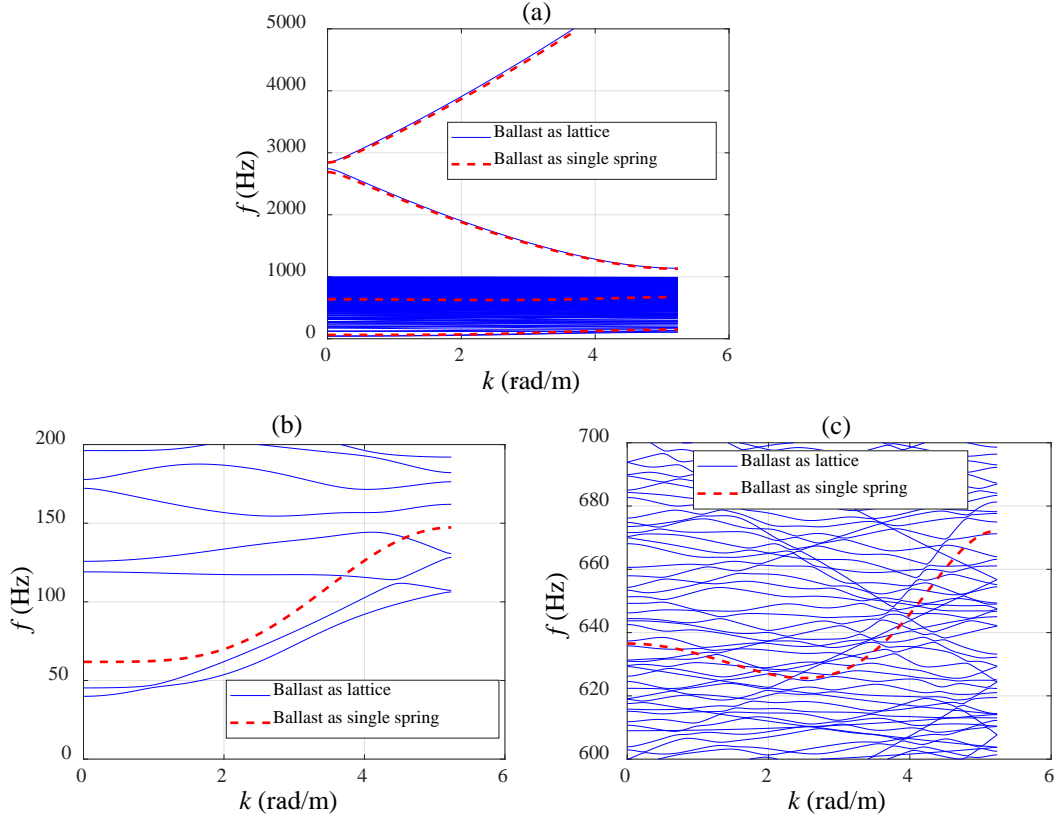 (a)
5000
4000
3000
2000
1000
0
f (Hz)
Ballast as lattice
Ballast as single spring
0 2 4 6
k (rad/m)
(b)
200
150
100
50
0
f (Hz)
Ballast as lattice
Ballast as single spring
0 2 4 6
k (rad/m)
(c)
700
680
660
640
620
600
f (Hz)
Ballast as lattice
Ballast as single spring
0 2 4 6
k (rad/m)